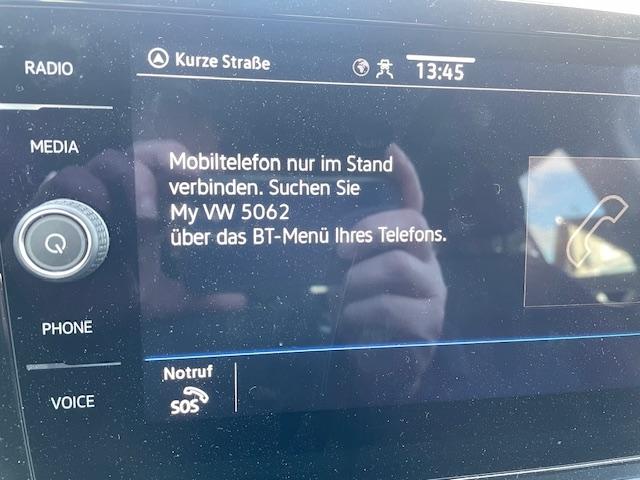 RADIO
Kurze Straße
13:45
MEDIA
Mobiltelefon nur im Stand
verbinden. Suchen Sie
My VW 5062
über das BT-Menü Ihres Telefons.
PHONE
VOICE
Notruf
SOS